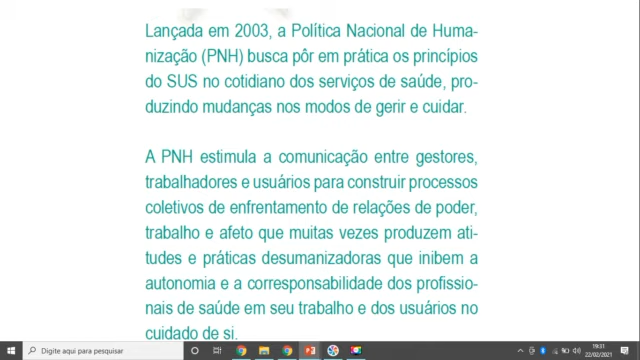 Lançada em 2003, a Política Nacional de Huma-
nização (PNH) busca pôr em prática os princípios
do SUS no cotidiano dos serviços de saúde, pro-
duzindo mudanças nos modos de gerir e cuidar.
A PNH estimula a comunicação entre gestores,
trabalhadores e usuários para construir processos
coletivos de enfrentamento de relações de poder,
trabalho e afeto que muitas vezes produzem ati-
tudes e práticas desumanizadoras que inibem a
autonomia e a corresponsabilidade dos profissio-
nais de saúde em seu trabalho e dos usuários no
cuidado de si.
Digite aqui para pesquisar
19:31
22/02/2021